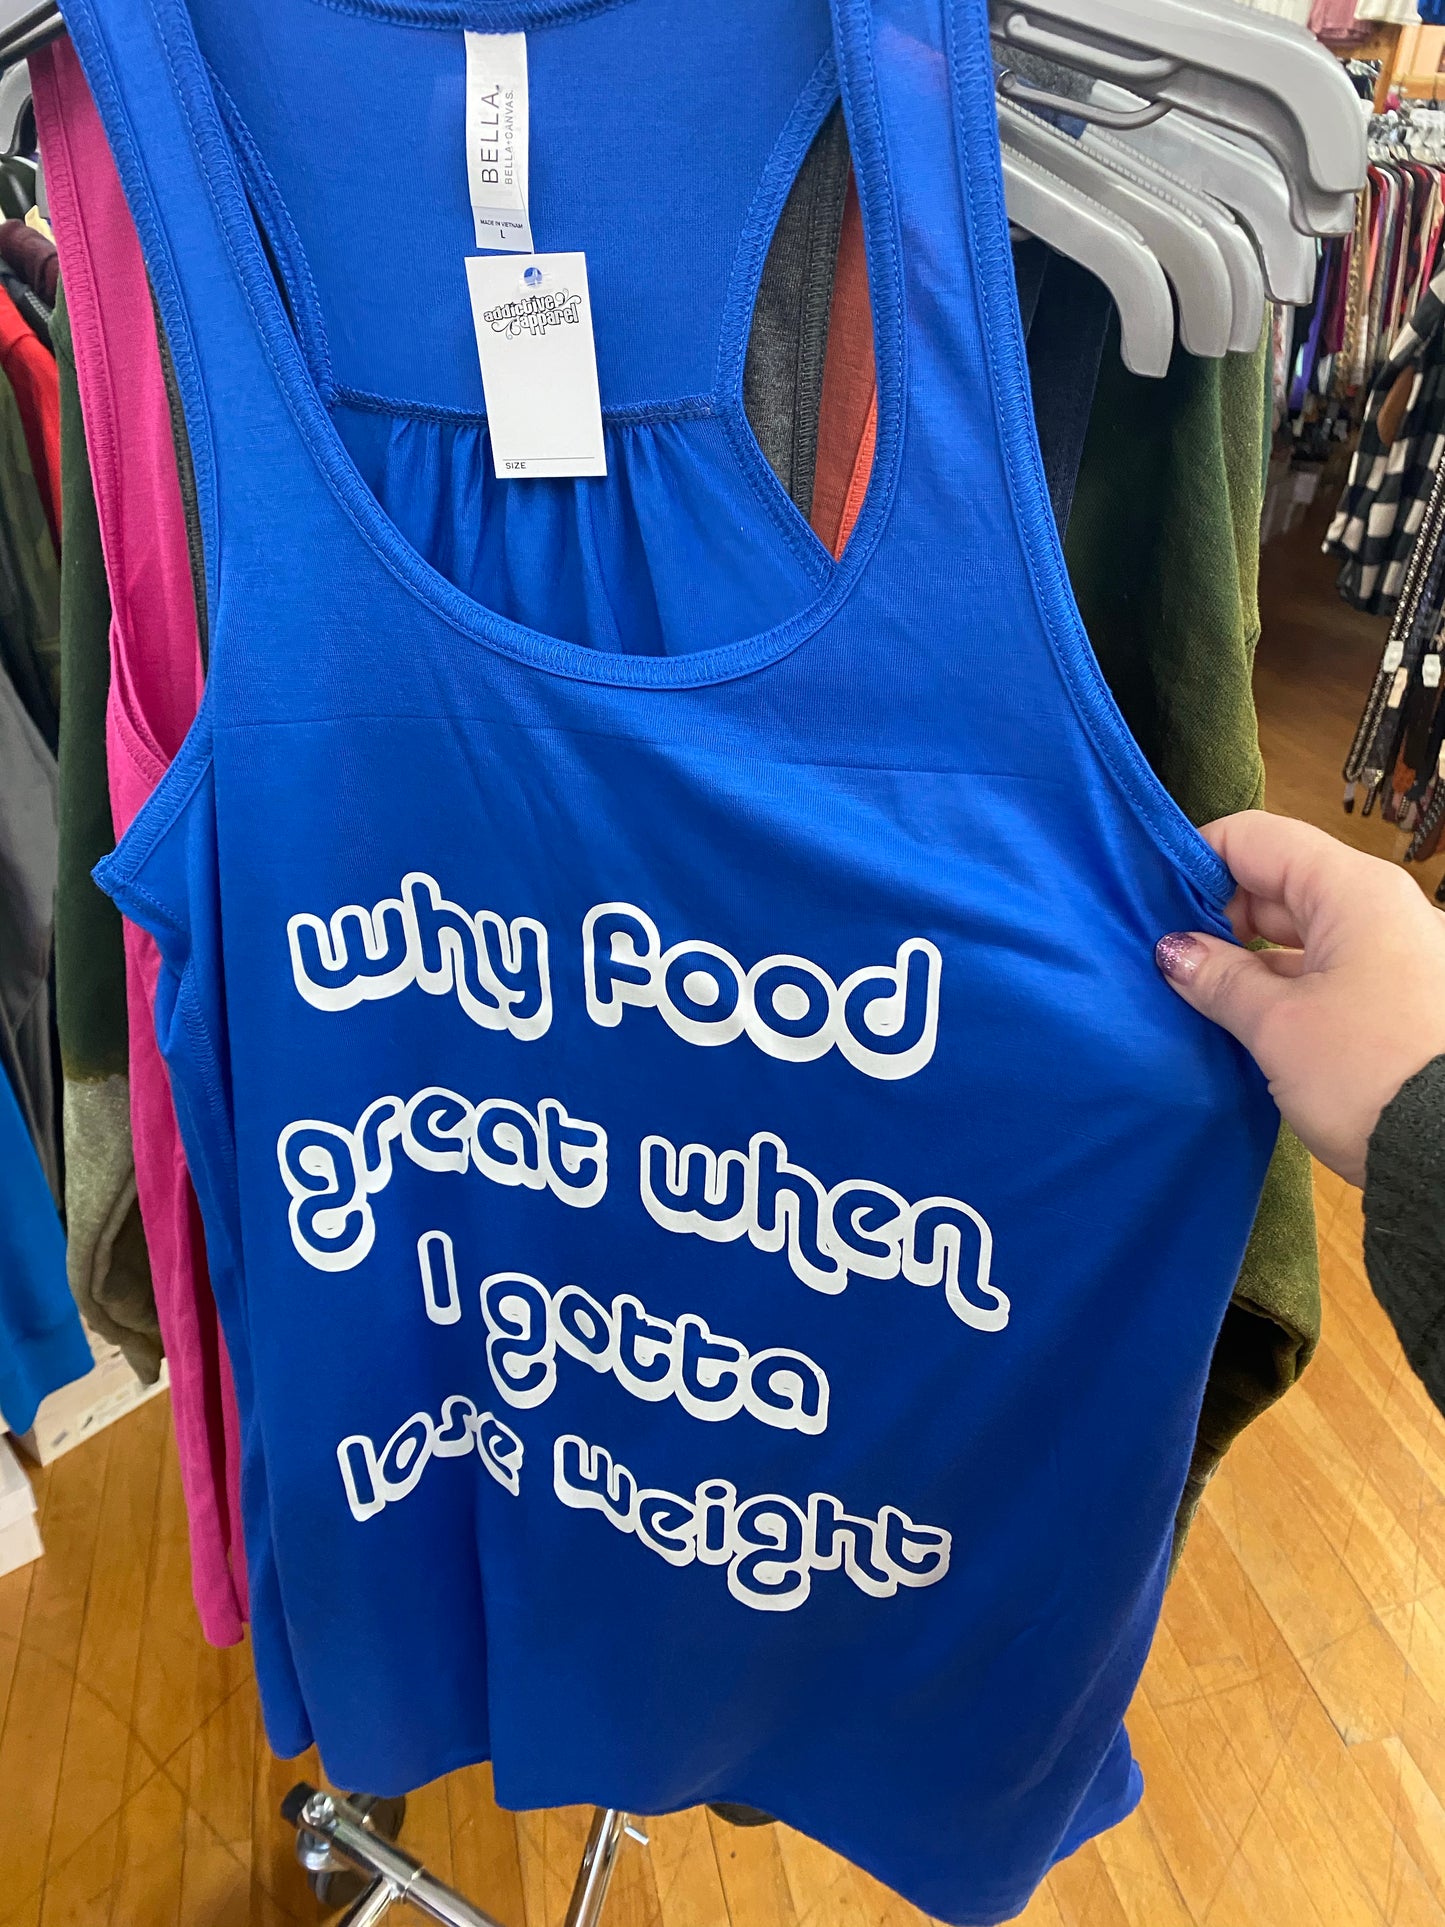 BELLA.
BELLA+CANVAS.
MADE IN VIETNAM
L
addictive
apparel
SIZE
why food
great when
I gotta
lose weight